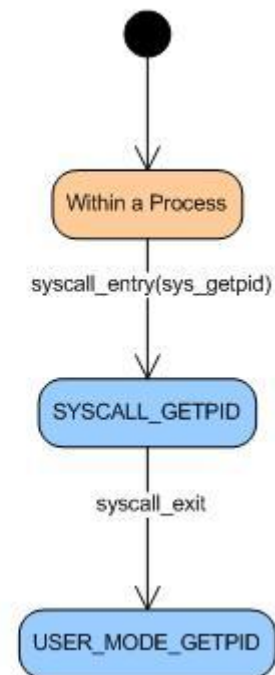 Within a Process
syscall_entry(sys_getpid)
SYSCALL_GETPID
syscall_exit
USER_MODE_GETPID